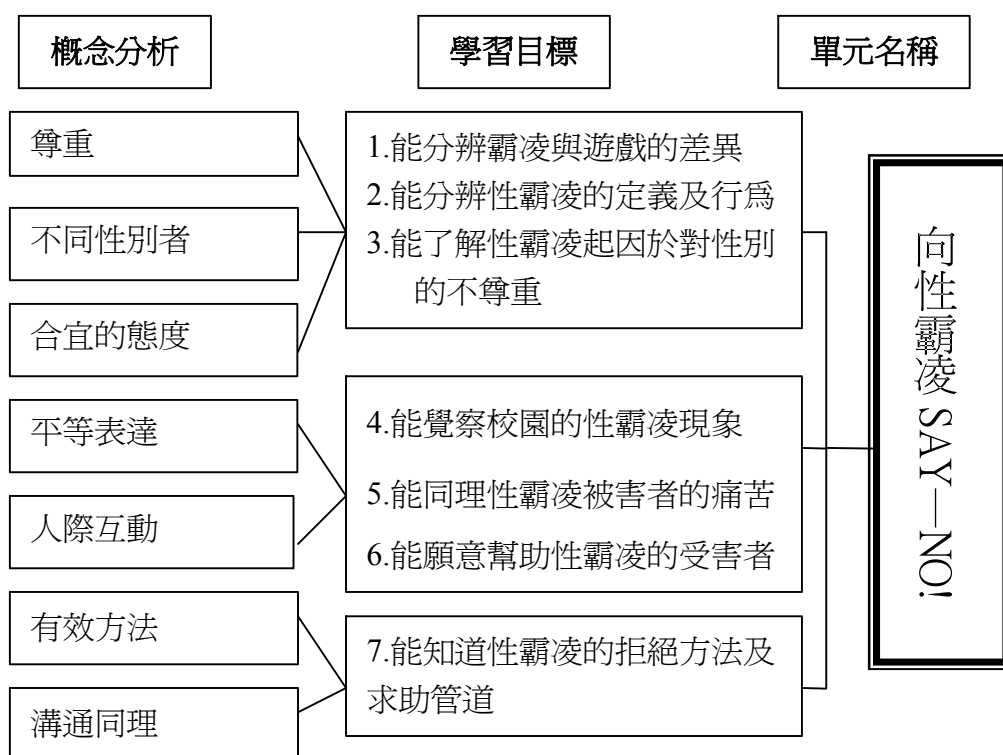 概念分析
學習目標
單元名稱
尊重
不同性別者
合宜的態度
平等表達
人際互動
有效方法
溝通同理
1.能分辨霸凌與遊戲的差異
2.能分辨性霸凌的定義及行為
3.能了解性霸凌起因於對性別
的不尊重
4.能覺察校園的性霸凌現象
5.能同理性霸凌被害者的痛苦
6.能願意幫助性霸凌的受害者
7.能知道性霸凌的拒絕方法及
求助管道
向性霸凌 SAY—NO!